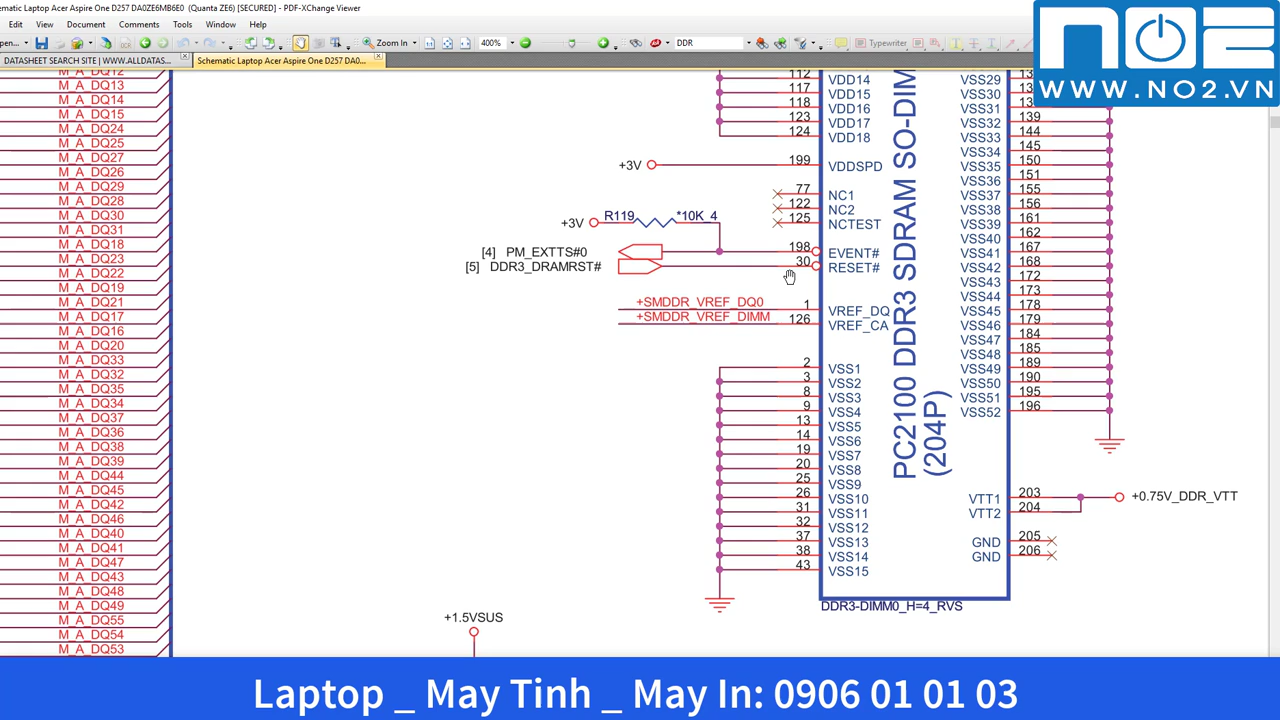 ematic Laptop Acer Aspire One D257 DA0ZE6MB6E0 (Quanta ZE6) [SECURED] - PDF-XChange Viewer
Edit View Document Comments Tools Window Help
pen... Zoom In 400% DDR Typewriter
DATASHEET SEARCH SITE | WWW.ALLDATAS... Schematic Laptop Acer Aspire One D257 DA0...
NO2
WWW.NO2.VN
M_A_DQ12
M_A_DQ13
M_A_DQ14
M_A_DQ15
M_A_DQ24
M_A_DQ25
M_A_DQ27
M_A_DQ26
M_A_DQ29
M_A_DQ28
M_A_DQ30
M_A_DQ31
M_A_DQ18
M_A_DQ23
M_A_DQ22
M_A_DQ19
M_A_DQ21
M_A_DQ17
M_A_DQ16
M_A_DQ20
M_A_DQ33
M_A_DQ32
M_A_DQ35
M_A_DQ34
M_A_DQ37
M_A_DQ36
M_A_DQ38
M_A_DQ39
M_A_DQ44
M_A_DQ45
M_A_DQ42
M_A_DQ46
M_A_DQ40
M_A_DQ41
M_A_DQ47
M_A_DQ43
M_A_DQ48
M_A_DQ49
M_A_DQ55
M_A_DQ54
M_A_DQ53
112 VDD14
117 VDD15
118 VDD16
123 VDD17
124 VDD18
+3V 199 VDDSPD
77 NC1
122 NC2
125 NCTEST
+3V R119 *10K_4
[4] PM_EXTTS#0 198 EVENT#
[5] DDR3_DRAMRST# 30 RESET#
+SMDDR_VREF_DQ0 1 VREF_DQ
+SMDDR_VREF_DIMM 126 VREF_CA
2 VSS1
3 VSS2
8 VSS3
9 VSS4
13 VSS5
14 VSS6
19 VSS7
20 VSS8
25 VSS9
26 VSS10
31 VSS11
32 VSS12
37 VSS13
38 VSS14
43 VSS15
+1.5VSUS
PC2100 DDR3 SDRAM SO-DIM
(204P)
VSS29
VSS30
VSS31
VSS32 139
VSS33 144
VSS34 145
VSS35 150
VSS36 151
VSS37 155
VSS38 156
VSS39 161
VSS40 162
VSS41 167
VSS42 168
VSS43 172
VSS44 173
VSS45 178
VSS46 179
VSS47 184
VSS48 185
VSS49 189
VSS50 190
VSS51 195
VSS52 196
VTT1 203 +0.75V_DDR_VTT
VTT2 204
GND 205
GND 206
DDR3-DIMM0_H=4_RVS
Laptop _ May Tinh _ May In: 0906 01 01 03